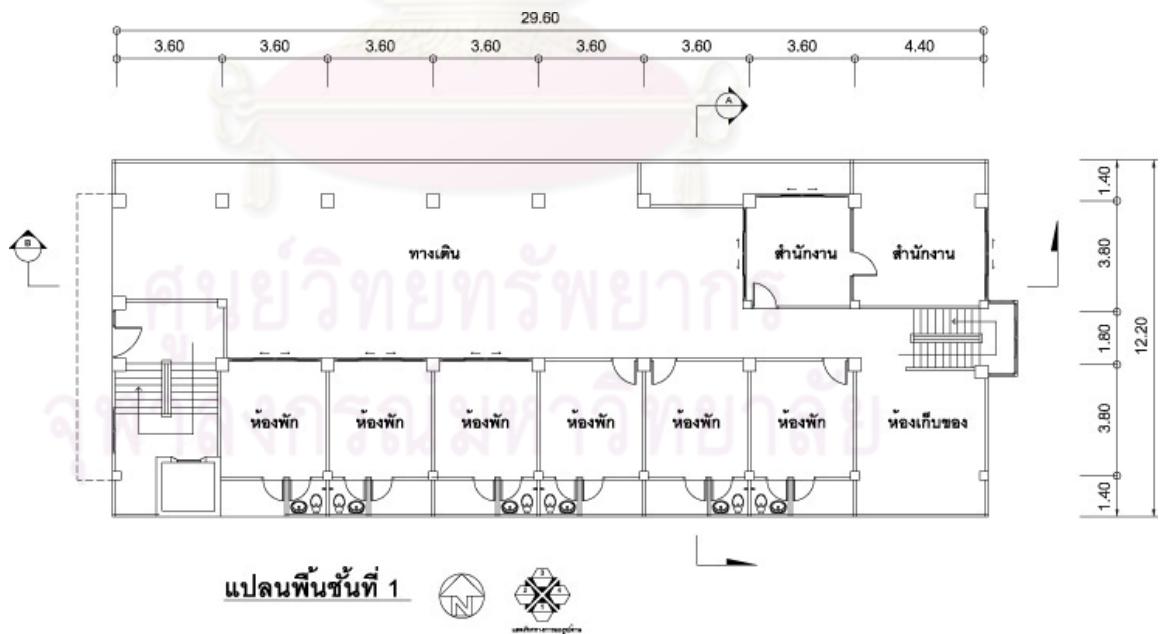 29.60
3.60 3.60 3.60 3.60 3.60 3.60 3.60 4.40
A
1.40
3.80
1.80
3.80
1.40
12.20
B
ทางเดิน
สำนักงาน สำนักงาน
ศูนย์วิทยทรัพยากร
จุฬาลงกรณ์มหาวิทยาลัย
ห้องพัก ห้องพัก ห้องพัก ห้องพัก ห้องพัก ห้องพัก ห้องเก็บของ
แปลนพื้นชั้นที่ 1
N
3
2 4
1